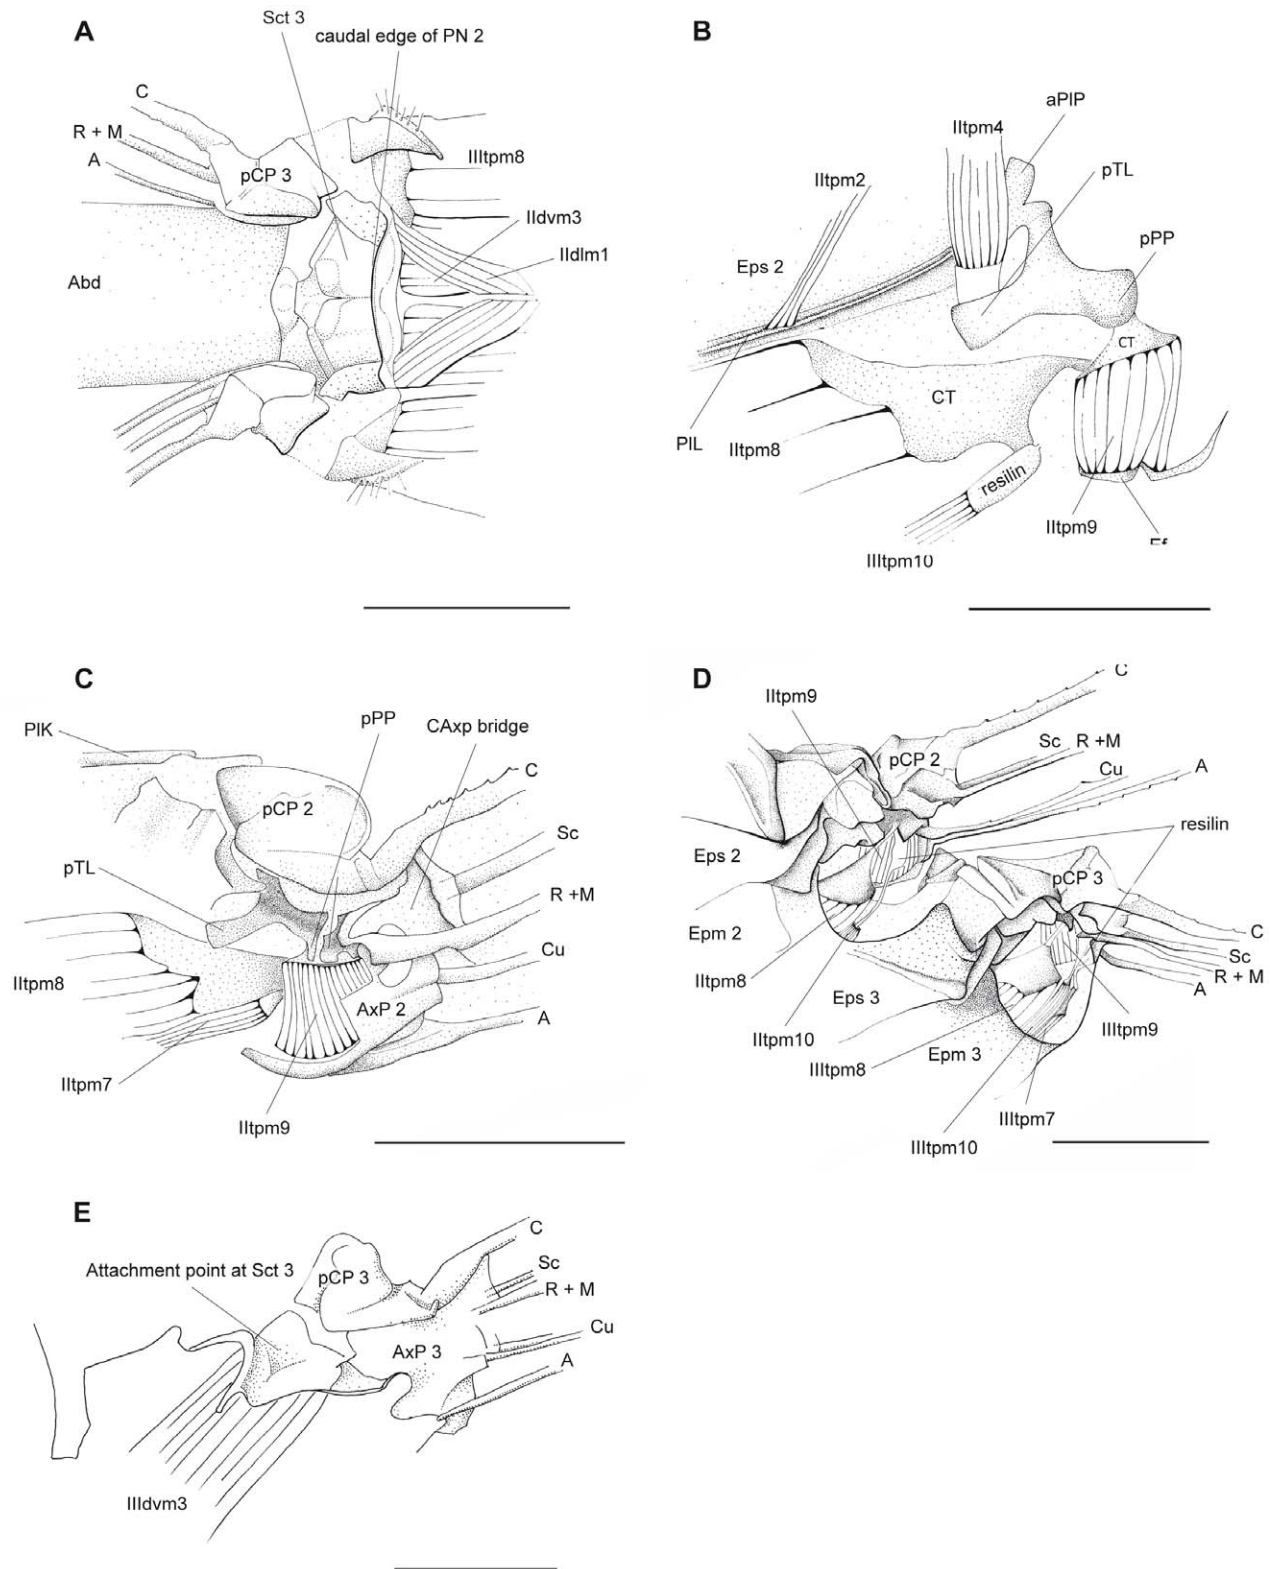 A
Sct 3
caudal edge of PN 2
C
R + M
A
pCP 3
IIItpm8
IIdvm3
IIdlm1
Abd
B
aPlP
IItpm4
pTL
IItpm2
pPP
Eps 2
CT
CT
PlL
IItpm8
resilin
IItpm9
IIItpm10
C
PlK
pPP
CAxp bridge
C
pCP 2
Sc
pTL
R +M
Cu
IItpm8
AxP 2
A
IItpm7
IItpm9
D
C
IItpm9
Sc
R +M
pCP 2
Cu
A
resilin
Eps 2
pCP 3
Epm 2
C
Sc
IItpm8
Eps 3
R + M
A
IIItpm9
IItpm10
Epm 3
IIItpm8
IIItpm7
IIItpm10
E
C
Attachment point at Sct 3
pCP 3
Sc
R + M
Cu
AxP 3
A
IIIdvm3